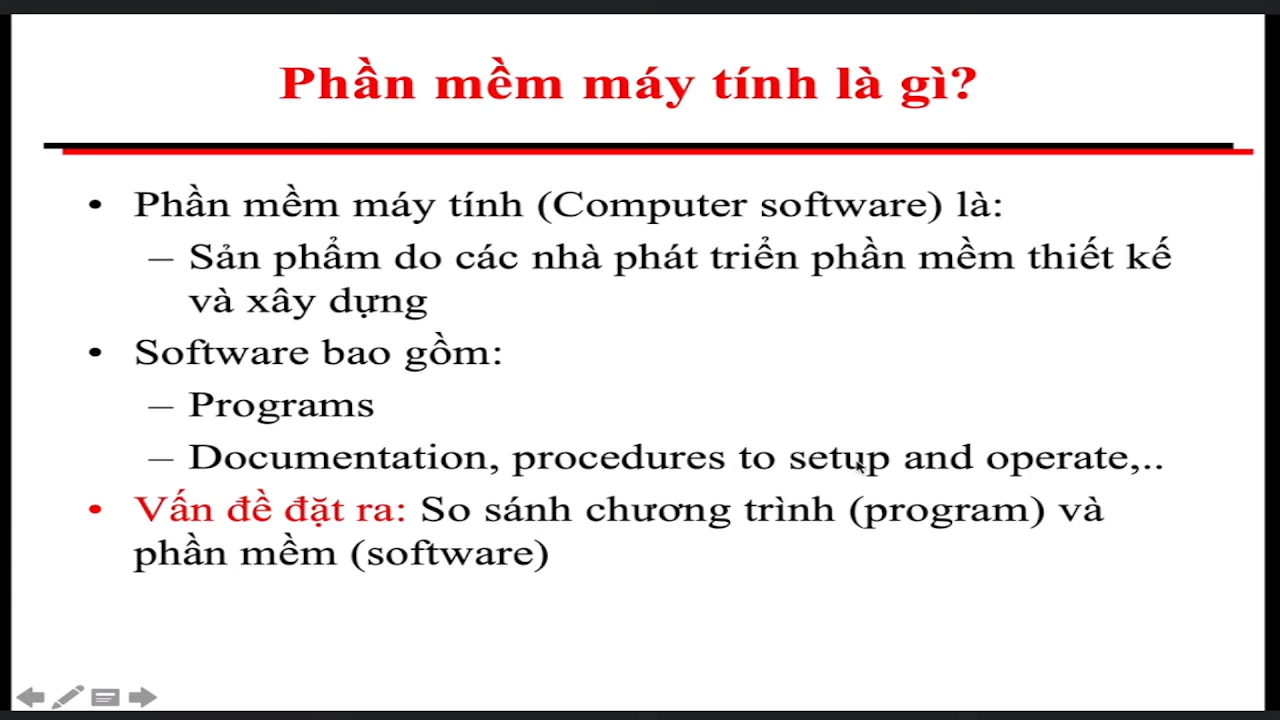 Phần mềm máy tính là gì?
• Phần mềm máy tính (Computer software) là:
– Sản phẩm do các nhà phát triển phần mềm thiết kế
và xây dựng
• Software bao gồm:
– Programs
– Documentation, procedures to setup and operate,..
• Vấn đề đặt ra: So sánh chương trình (program) và
phần mềm (software)